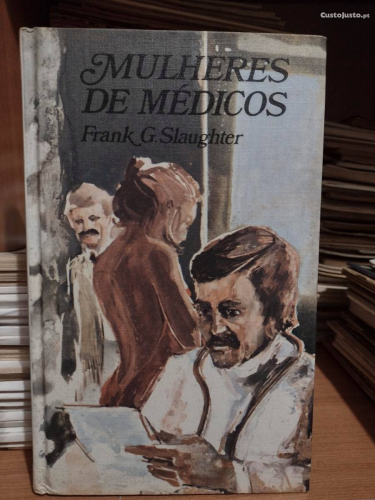 CustoJusto.pt
MULHERES
DE MÉDICOS
Frank G. Slaughter